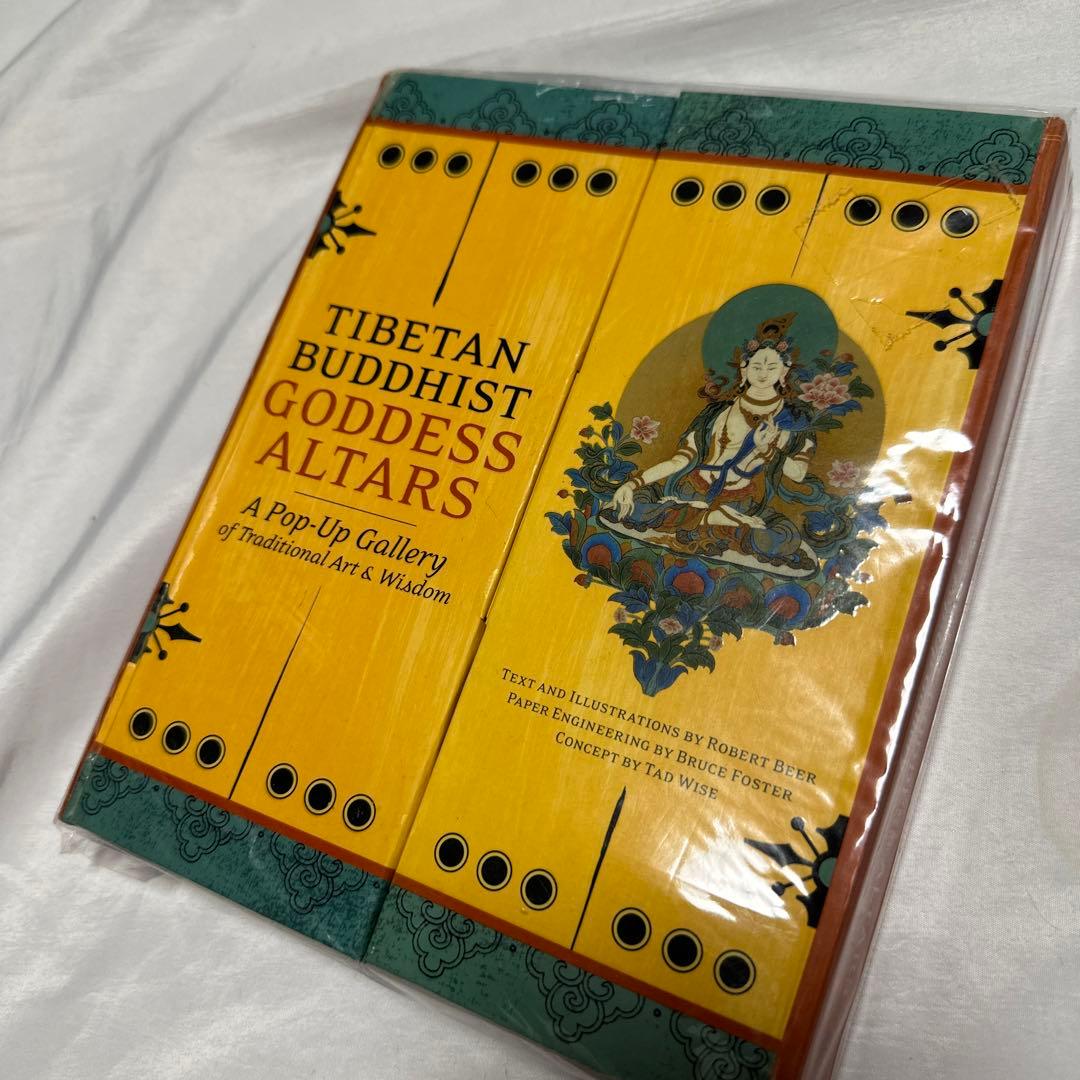 TIBETAN
BUDDHIST
GODDESS
ALTARS
A Pop-Up Gallery
of Traditional Art & Wisdom
TEXT AND ILLUSTRATIONS BY ROBERT BEER
PAPER ENGINEERING BY BRUCE FOSTER
CONCEPT BY TAD WISE